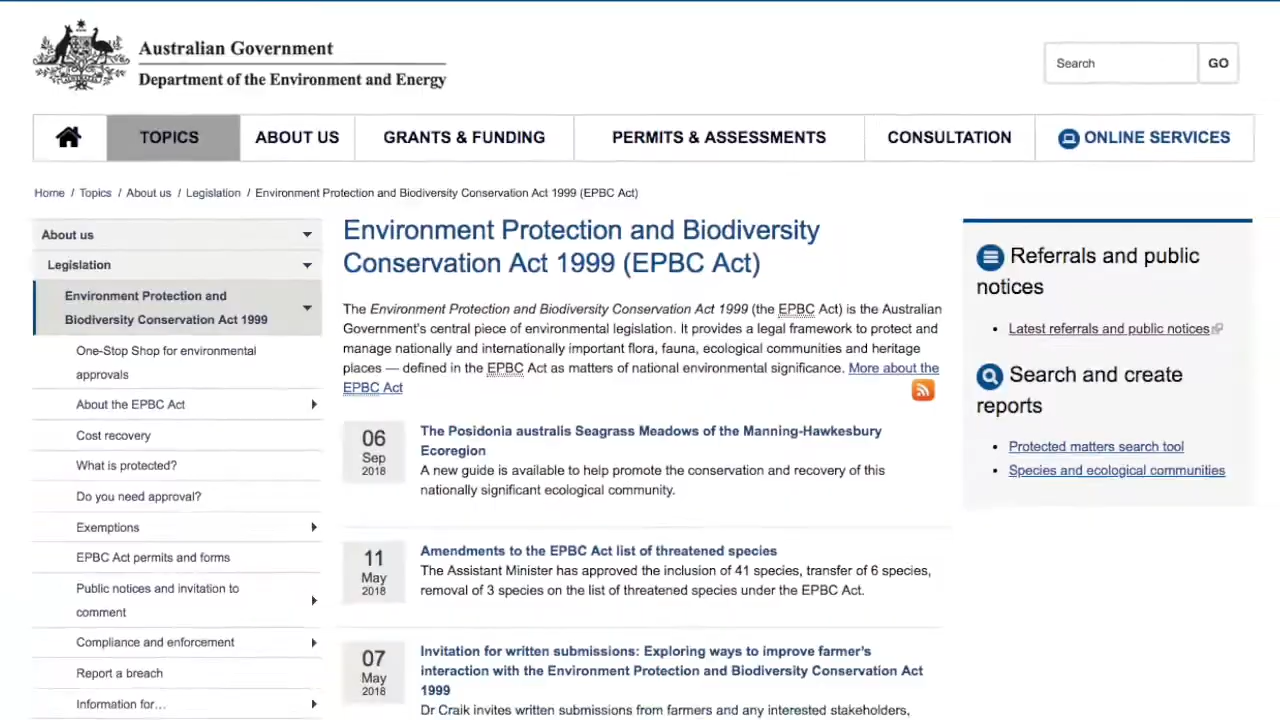 Australian Government
Department of the Environment and Energy
Search
GO
TOPICS
ABOUT US
GRANTS & FUNDING
PERMITS & ASSESSMENTS
CONSULTATION
ONLINE SERVICES
Home / Topics / About us / Legislation / Environment Protection and Biodiversity Conservation Act 1999 (EPBC Act)
About us
Legislation
Environment Protection and
Biodiversity Conservation Act 1999
One-Stop Shop for environmental
approvals
About the EPBC Act
Cost recovery
What is protected?
Do you need approval?
Exemptions
EPBC Act permits and forms
Public notices and invitation to
comment
Compliance and enforcement
Report a breach
Information for...
Environment Protection and Biodiversity
Conservation Act 1999 (EPBC Act)
The Environment Protection and Biodiversity Conservation Act 1999 (the EPBC Act) is the Australian
Government's central piece of environmental legislation. It provides a legal framework to protect and
manage nationally and internationally important flora, fauna, ecological communities and heritage
places — defined in the EPBC Act as matters of national environmental significance. More about the
EPBC Act
06
Sep
2018
The Posidonia australis Seagrass Meadows of the Manning-Hawkesbury
Ecoregion
A new guide is available to help promote the conservation and recovery of this
nationally significant ecological community.
11
May
2018
Amendments to the EPBC Act list of threatened species
The Assistant Minister has approved the inclusion of 41 species, transfer of 6 species,
removal of 3 species on the list of threatened species under the EPBC Act.
07
May
2018
Invitation for written submissions: Exploring ways to improve farmer's
interaction with the Environment Protection and Biodiversity Conservation Act
1999
Dr Craik invites written submissions from farmers and any interested stakeholders,
Referrals and public
notices
Latest referrals and public notices
Search and create
reports
Protected matters search tool
Species and ecological communities